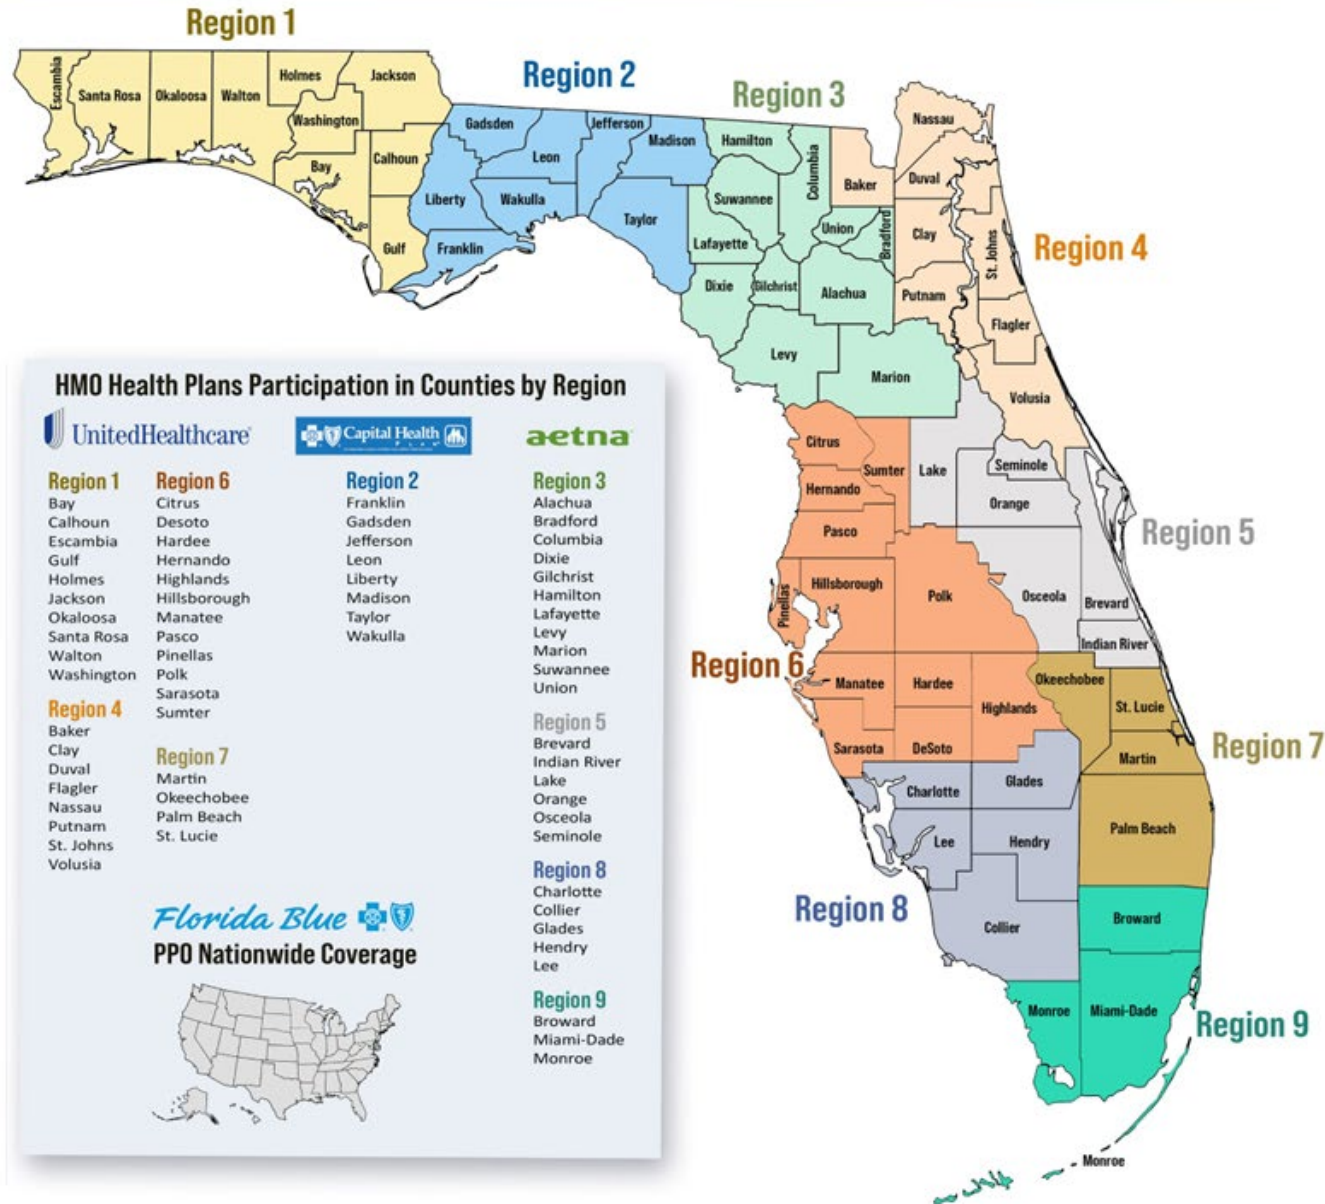 Region 1
Region 2
Region 3
Region 4
Region 5
Region 6
Region 7
Region 8
Region 9
Escambia
Santa Rosa
Okaloosa
Walton
Holmes
Washington
Jackson
Bay
Calhoun
Gulf
Gadsden
Liberty
Franklin
Leon
Wakulla
Jefferson
Madison
Taylor
Hamilton
Suwannee
Lafayette
Columbia
Dixie
Gilchrist
Union
Bradford
Alachua
Levy
Marion
Baker
Nassau
Duval
Clay
St. Johns
Putnam
Flagler
Volusia
Citrus
Sumter
Hernando
Pasco
Pinellas
Hillsborough
Polk
Manatee
Hardee
Highlands
Sarasota
DeSoto
Lake
Seminole
Orange
Osceola
Brevard
Indian River
Okeechobee
St. Lucie
Martin
Palm Beach
Charlotte
Glades
Lee
Hendry
Collier
Broward
Monroe
Miami-Dade
Monroe
HMO Health Plans Participation in Counties by Region
UnitedHealthcare
Region 1
Bay
Calhoun
Escambia
Gulf
Holmes
Jackson
Okaloosa
Santa Rosa
Walton
Washington
Region 4
Baker
Clay
Duval
Flagler
Nassau
Putnam
St. Johns
Volusia
Region 6
Citrus
Desoto
Hardee
Hernando
Highlands
Hillsborough
Manatee
Pasco
Pinellas
Polk
Sarasota
Sumter
Region 7
Martin
Okeechobee
Palm Beach
St. Lucie
Capital Health
PLAN
Region 2
Franklin
Gadsden
Jefferson
Leon
Liberty
Madison
Taylor
Wakulla
aetna
Region 3
Alachua
Bradford
Columbia
Dixie
Gilchrist
Hamilton
Lafayette
Levy
Marion
Suwannee
Union
Region 5
Brevard
Indian River
Lake
Orange
Osceola
Seminole
Region 8
Charlotte
Collier
Glades
Hendry
Lee
Region 9
Broward
Miami-Dade
Monroe
Florida Blue
PPO Nationwide Coverage